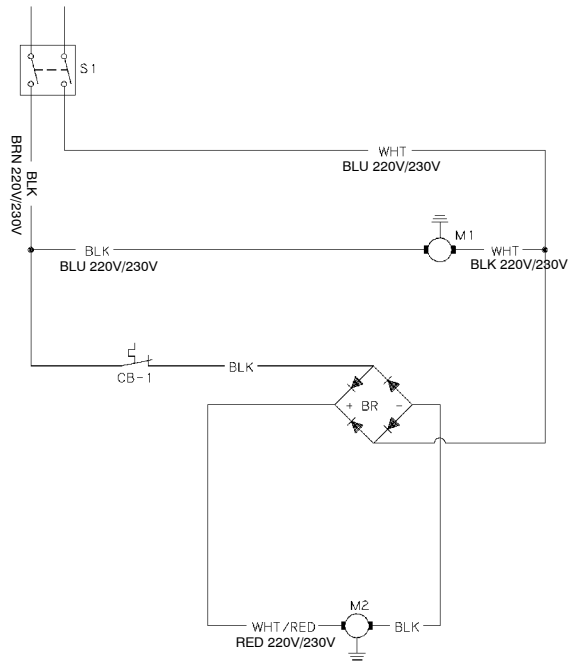 S1
BRN 220V/230V
BLK
WHT
BLU 220V/230V
M1
BLK
BLU 220V/230V
WHT
BLK 220V/230V
CB-1
BLK
+ BR -
M2
WHT/RED
RED 220V/230V
BLK